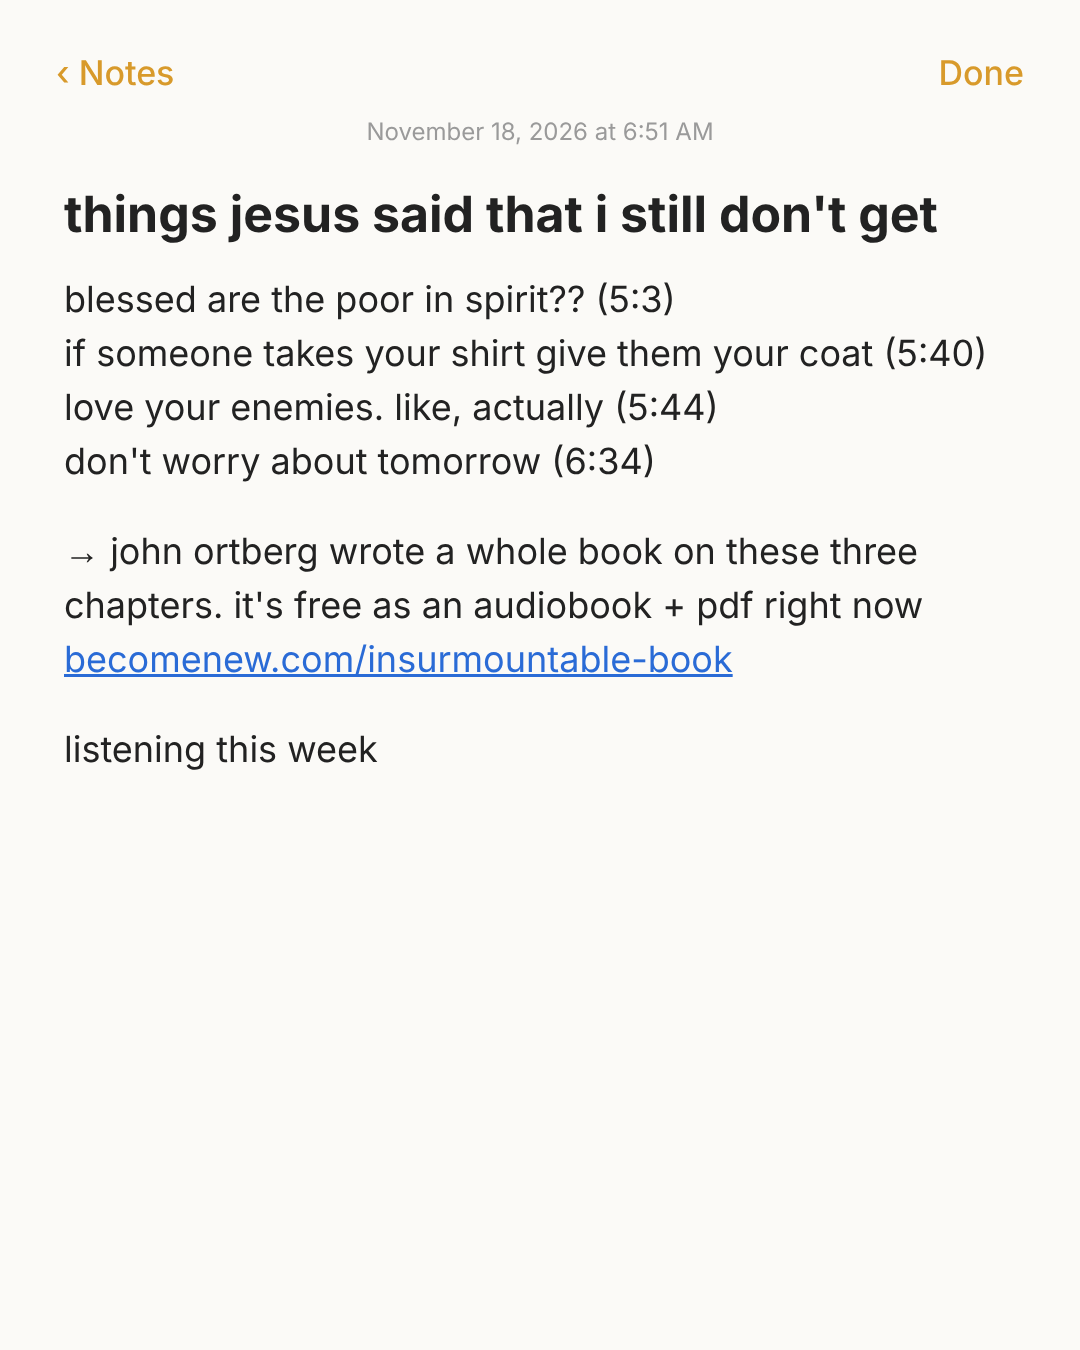 ‹ Notes
Done
November 18, 2026 at 6:51 AM
things jesus said that i still don't get
blessed are the poor in spirit?? (5:3)
if someone takes your shirt give them your coat (5:40)
love your enemies. like, actually (5:44)
don't worry about tomorrow (6:34)
→ john ortberg wrote a whole book on these three
chapters. it's free as an audiobook + pdf right now
becomenew.com/insurmountable-book
listening this week